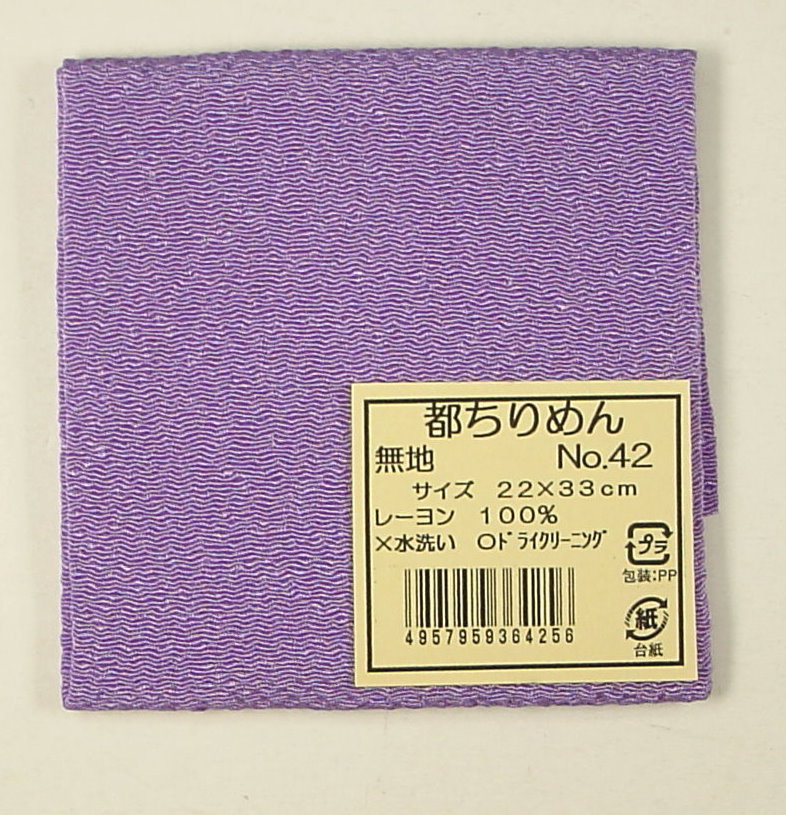 都ちりめん
無地 No.42
サイズ 22×33cm
レーヨン 100%
×水洗い ○ﾄﾞﾗｲｸﾘｰﾆﾝｸﾞ
プラ
包装:PP
4957959364256
紙
台紙